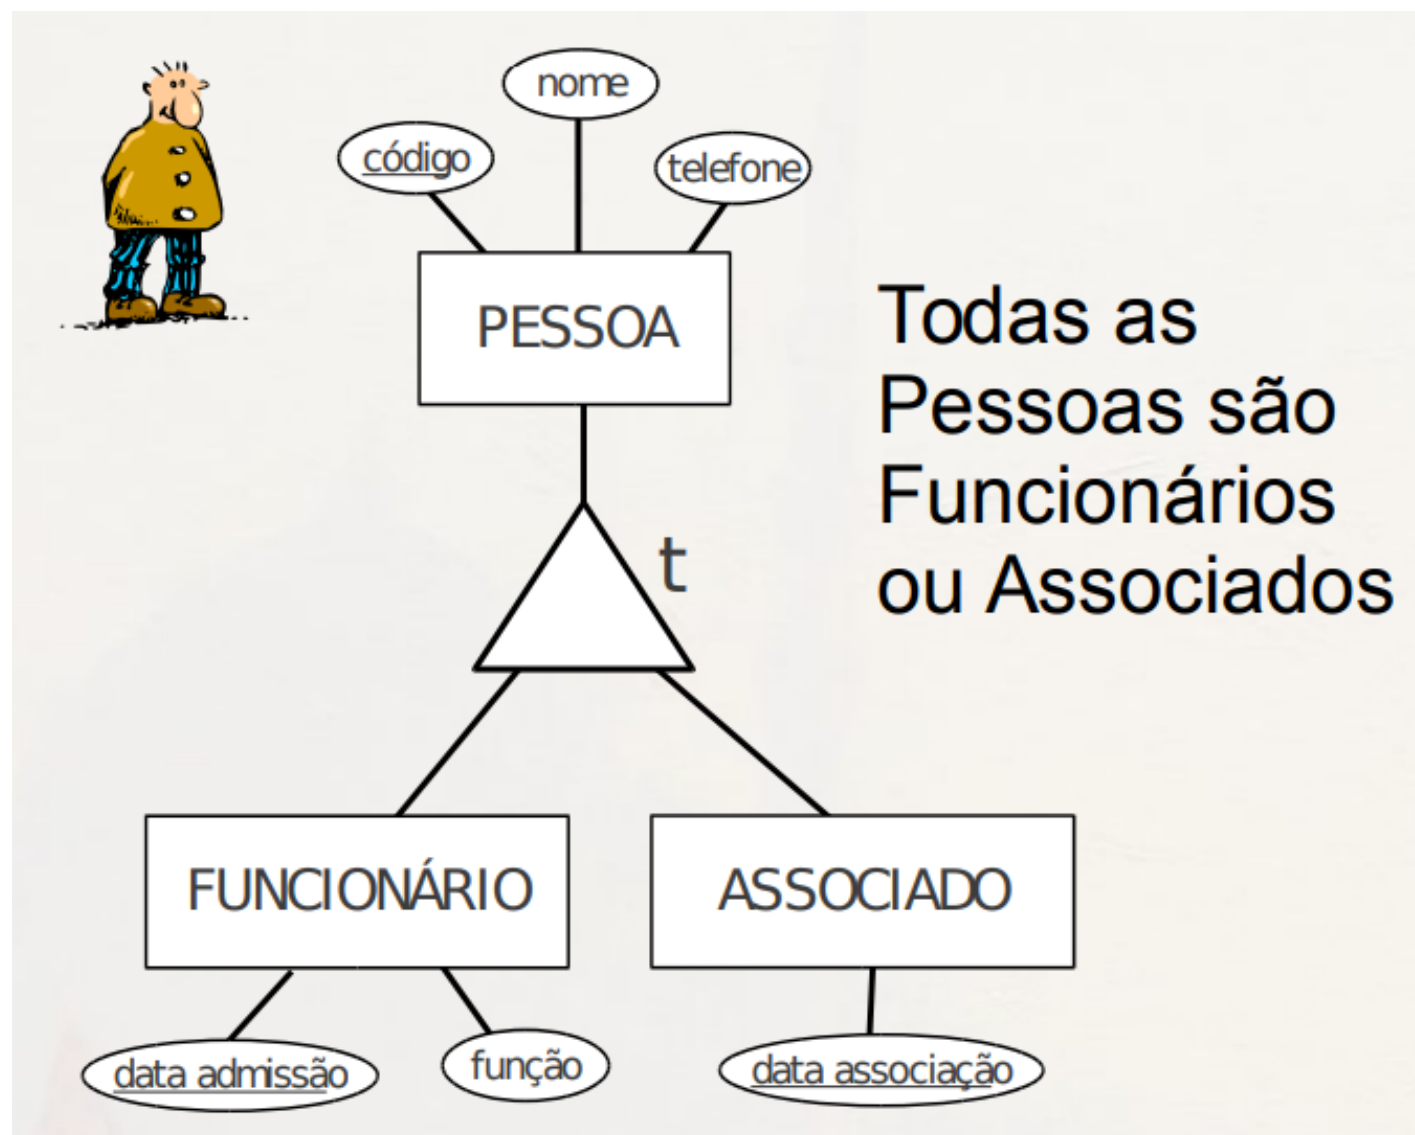 nome
código
telefone
PESSOA
Todas as
Pessoas são
Funcionários
ou Associados
t
FUNCIONÁRIO
ASSOCIADO
data admissão
função
data associação